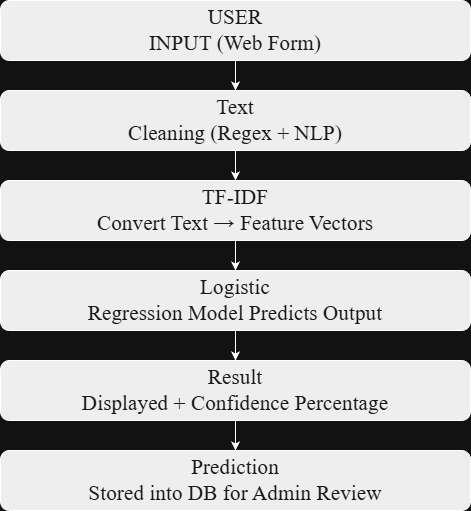 USER
INPUT (Web Form)
Text
Cleaning (Regex + NLP)
TF-IDF
Convert Text → Feature Vectors
Logistic
Regression Model Predicts Output
Result
Displayed + Confidence Percentage
Prediction
Stored into DB for Admin Review